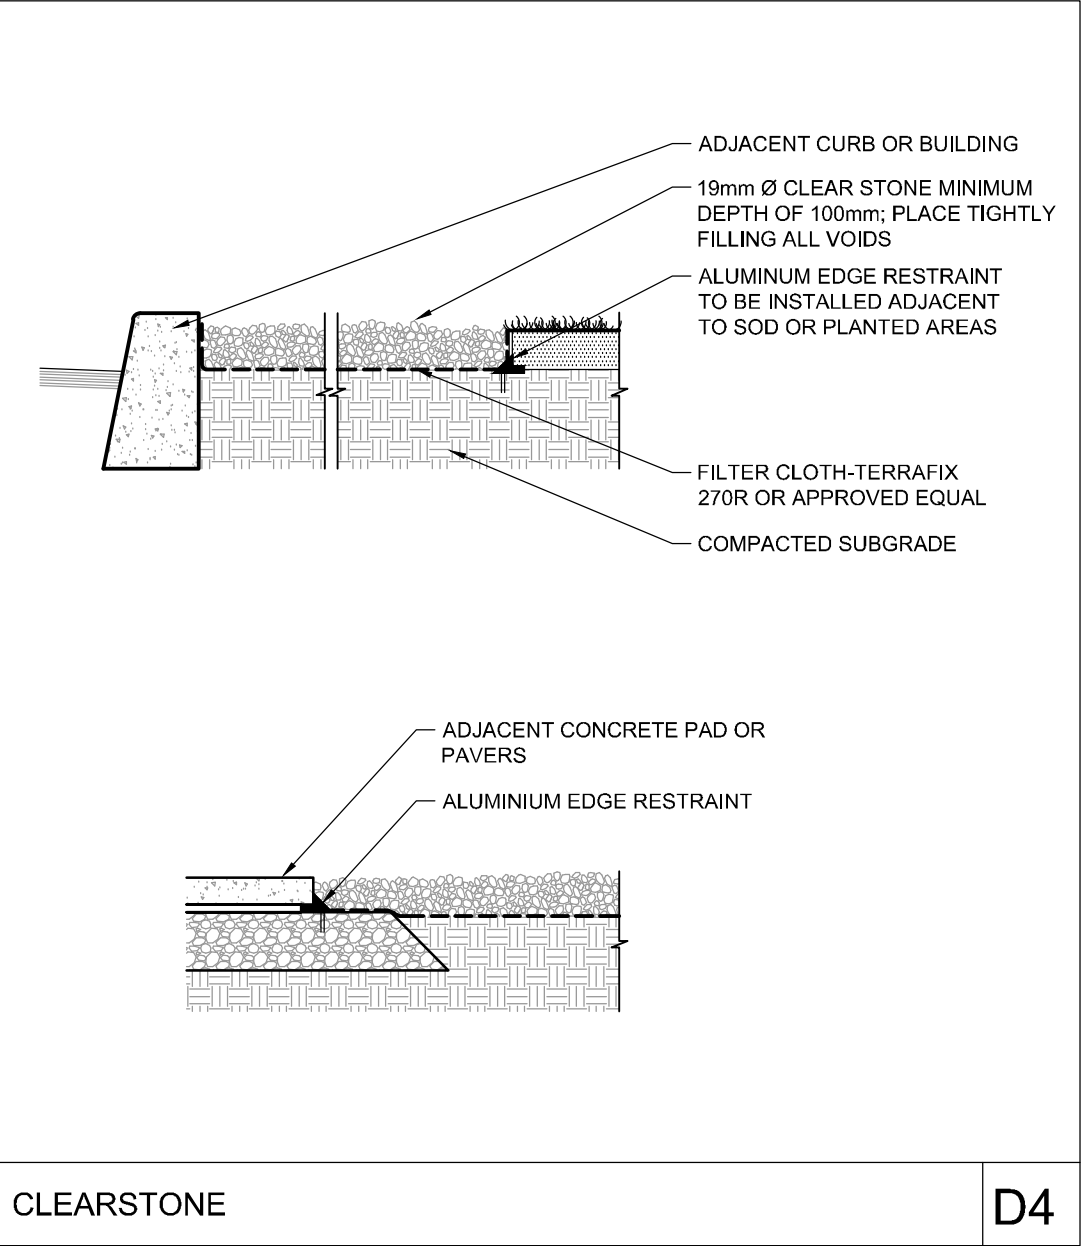 ADJACENT CURB OR BUILDING
19mm Ø CLEAR STONE MINIMUM
DEPTH OF 100mm; PLACE TIGHTLY
FILLING ALL VOIDS
ALUMINUM EDGE RESTRAINT
TO BE INSTALLED ADJACENT
TO SOD OR PLANTED AREAS
FILTER CLOTH-TERRAFIX
270R OR APPROVED EQUAL
COMPACTED SUBGRADE
ADJACENT CONCRETE PAD OR
PAVERS
ALUMINIUM EDGE RESTRAINT
CLEARSTONE
D4